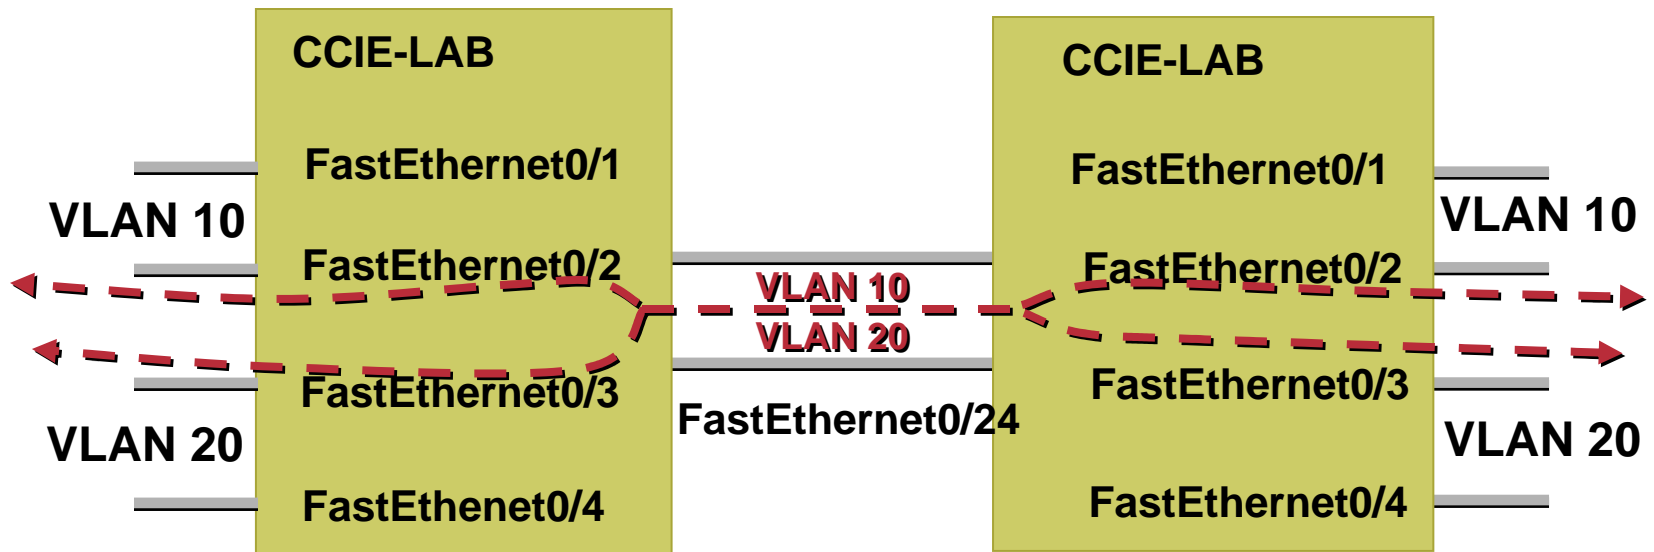 CCIE-LAB
FastEthernet0/1
VLAN 10
FastEthernet0/2
FastEthernet0/3
VLAN 20
FastEthenet0/4
VLAN 10
VLAN 20
FastEthernet0/24
CCIE-LAB
FastEthernet0/1
VLAN 10
FastEthernet0/2
FastEthernet0/3
VLAN 20
FastEthernet0/4